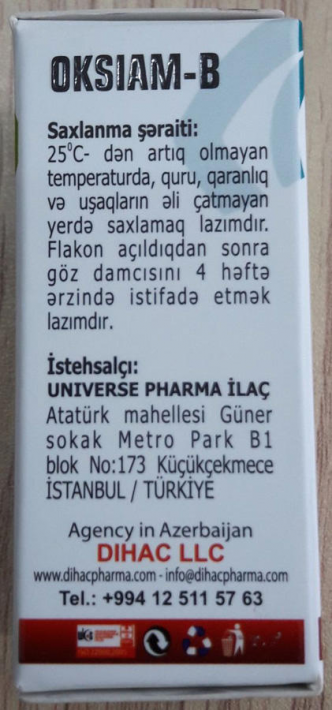 OKSIAM-B
Saxlanma şəraiti:
25⁰C- dən artıq olmayan
temperaturda, quru, qaranlıq
və uşaqların əli çatmayan
yerdə saxlamaq lazımdır.
Flakon açıldıqdan sonra
göz damcısını 4 həftə
ərzində istifadə etmək
lazımdır.
İstehsalçı:
UNIVERSE PHARMA İLAÇ
Atatürk mahellesi Güner
sokak Metro Park B1
blok No:173 Küçükçekmece
İSTANBUL / TÜRKİYE
Agency in Azerbaijan
DIHAC LLC
www.dihacpharma.com - info@dihacpharma.com
Tel.: +994 12 511 57 63